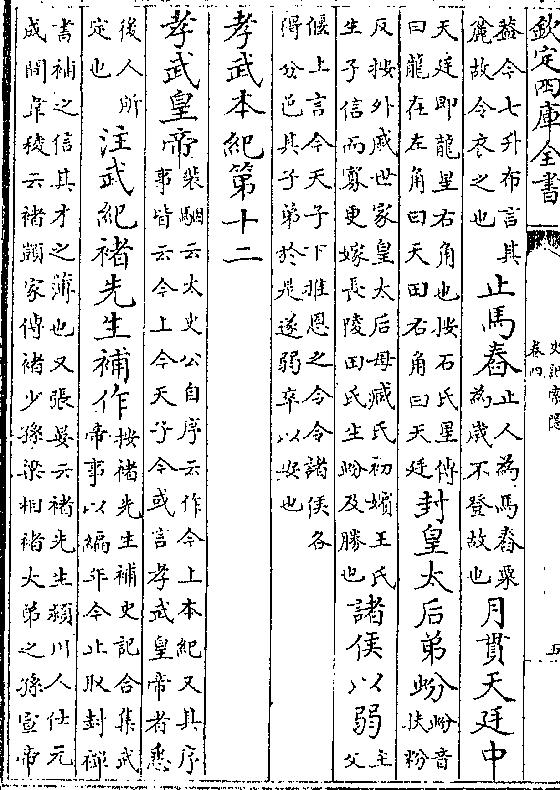 欽定四庫全書
史記索隱
卷四
五
蓋今七升布言其
麤故令衣之也
止馬舂
止人為馬舂粟
為歲不登故也
月貫天廷中
天廷即龍星右角也按石氏星傳
曰龍在左角曰天田右角曰天廷
封皇太后弟蚡
蚡音
扶粉
反按外戚世家皇太后母臧氏初嬪王氏
生子信而寡更嫁長陵田氏生蚡及勝也
諸侯以弱
主
父
偃上言今天子下推恩之令令諸侯各
得分邑其子弟於是遂弱卒以安也
孝武本紀第十二
孝武皇帝
裴駰云太史公自序云作今上本紀又其序
事皆云今上今天子今或言孝武皇帝者悉
後人所
定也
注武紀褚先生補作
按褚先生補史記合集武
帝事以編年今止取封禪
書補之信其才之薄也又張晏云褚先生潁川人仕元
成間韋稜云褚顗家傳褚少孫梁相褚大弟之孫宣帝